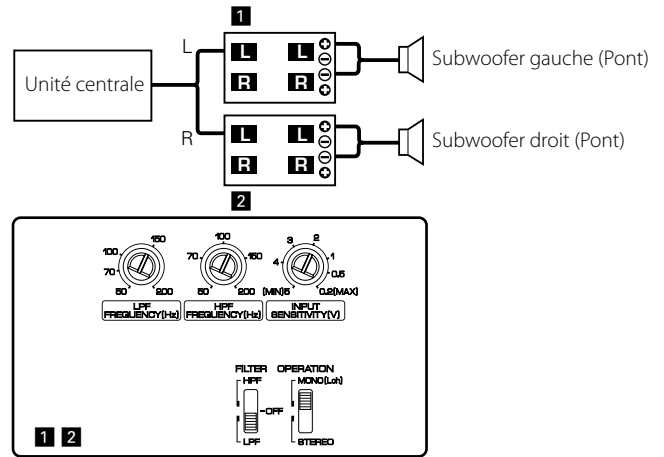 1
L
L L ⊕
⊖
Unité centrale
R R ⊖
⊕
Subwoofer gauche (Pont)
R
L L ⊕
⊖
R R ⊖
⊕
Subwoofer droit (Pont)
2
50 70 100 150 200
LPF
FREQUENCY(Hz)
50 70 100 150 200
HPF
FREQUENCY(Hz)
(MIN)5 4 3 2 1 0.5 0.2(MAX)
INPUT
SENSITIVITY(V)
FILTER OPERATION
HPF MONO(Lch)
OFF
LPF STEREO
1 2